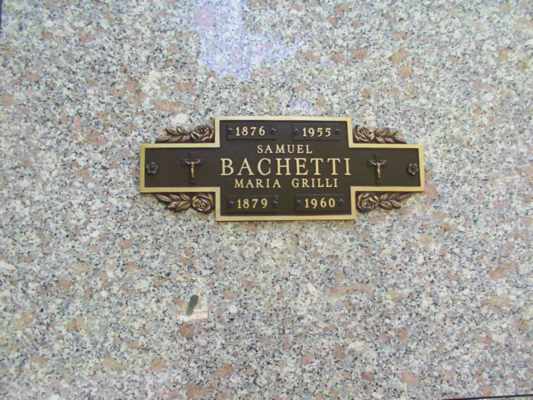 1876 1955
SAMUEL
BACHETTI
MARIA GRILLI
1879 1960